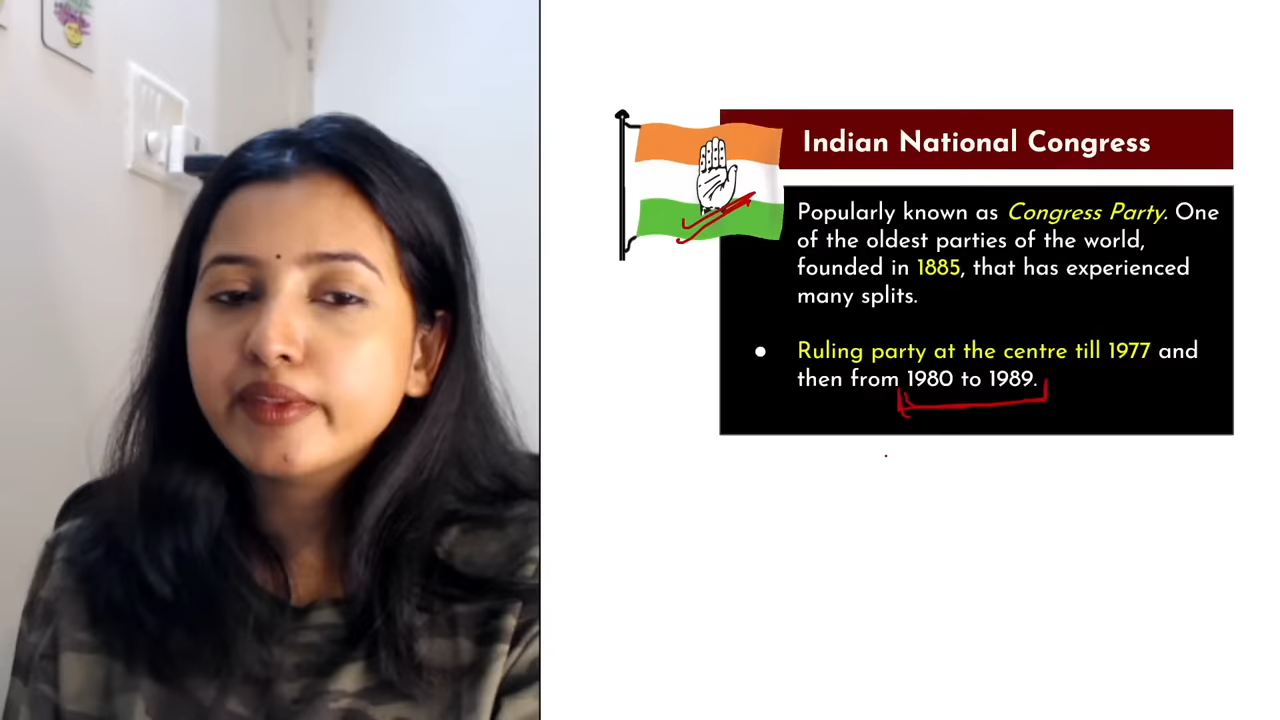 Indian National Congress
Popularly known as Congress Party. One
of the oldest parties of the world,
founded in 1885, that has experienced
many splits.
● Ruling party at the centre till 1977 and
then from 1980 to 1989.